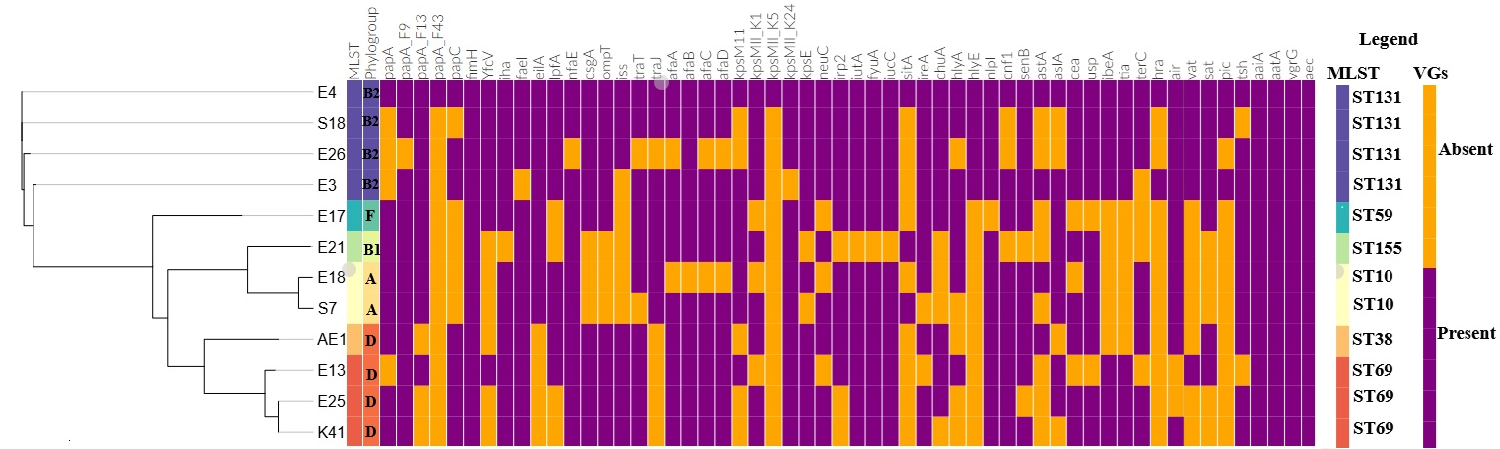 Legend
MLST
Phylogroup
papA
papA_F9
papA_F13
papA_F43
papC
fimH
YfcV
iha
faeI
eilA
lpfA
nfaE
csgA
ompT
iss
traT
traJ
afaA
afaB
afaC
afaD
kpsM11
kpsMII_K1
kpsMII_K5
kpsMII_K24
kpsE
neuC
irp2
iutA
fyuA
iucC
sitA
ireA
chuA
hlyA
hlyE
nlpI
cnf1
senB
astA
aslA
cea
usp
ibeA
tia
terC
hra
air
vat
sat
pic
tsh
aaiA
aatA
vgrG
aec
MLST VGs
E4 B2 ST131
S18 B2 ST131
E26 B2 ST131
E3 B2 ST131
E17 F ST59
E21 B1 ST155
E18 A ST10
S7 A ST10
AE1 D ST38
E13 D ST69
E25 D ST69
K41 D ST69
Absent
Present